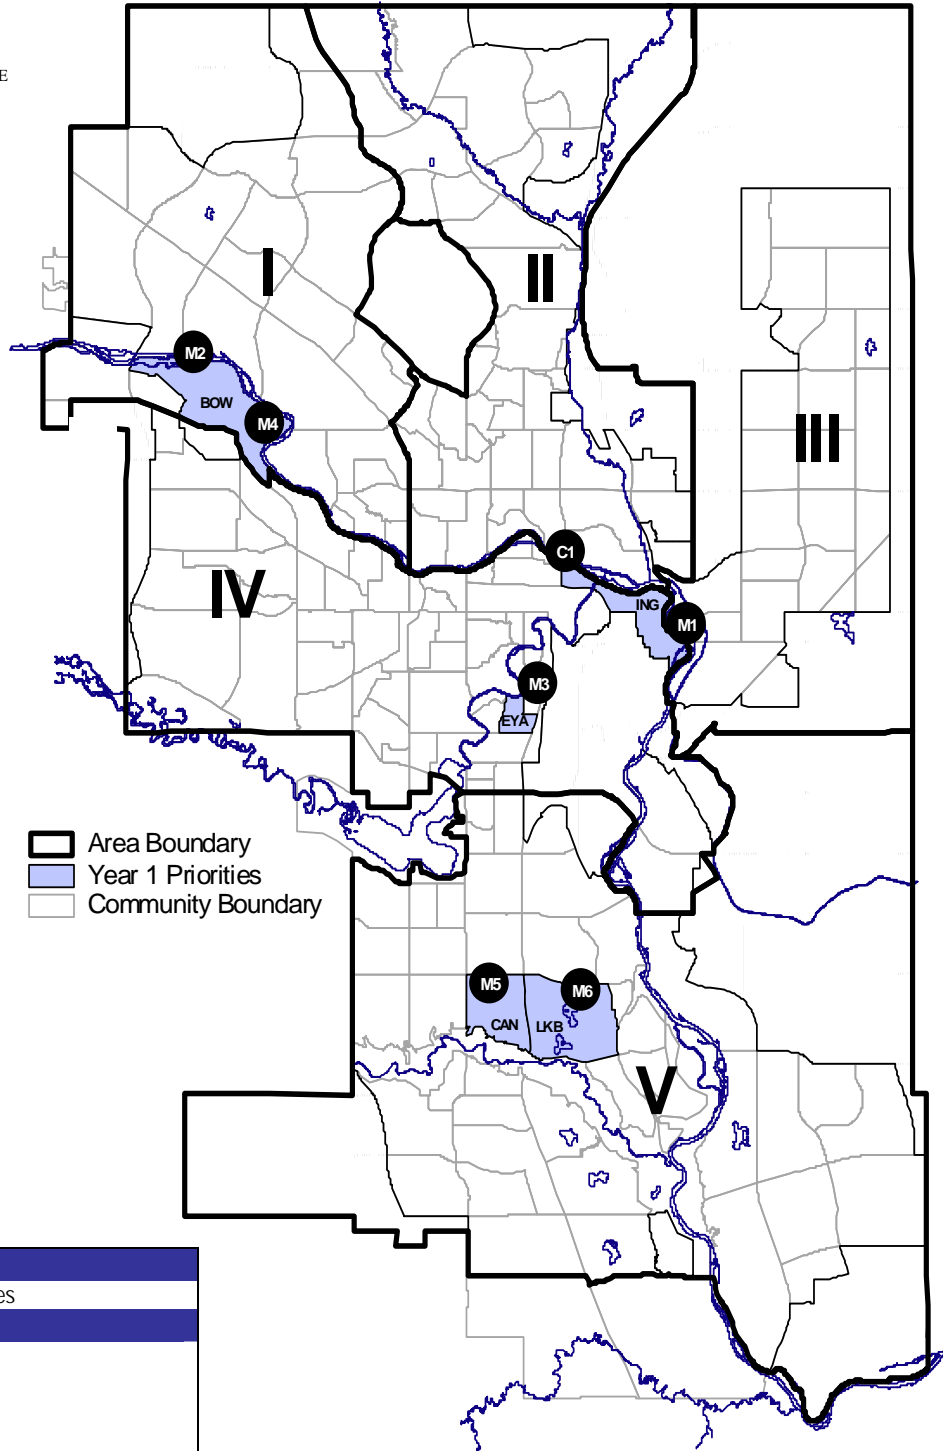 E
I
II
M2
BOW
M4
III
C1
IV
ING
M1
M3
EYA
Area Boundary
Year 1 Priorities
Community Boundary
M5
M6
CAN
LKB
V
es